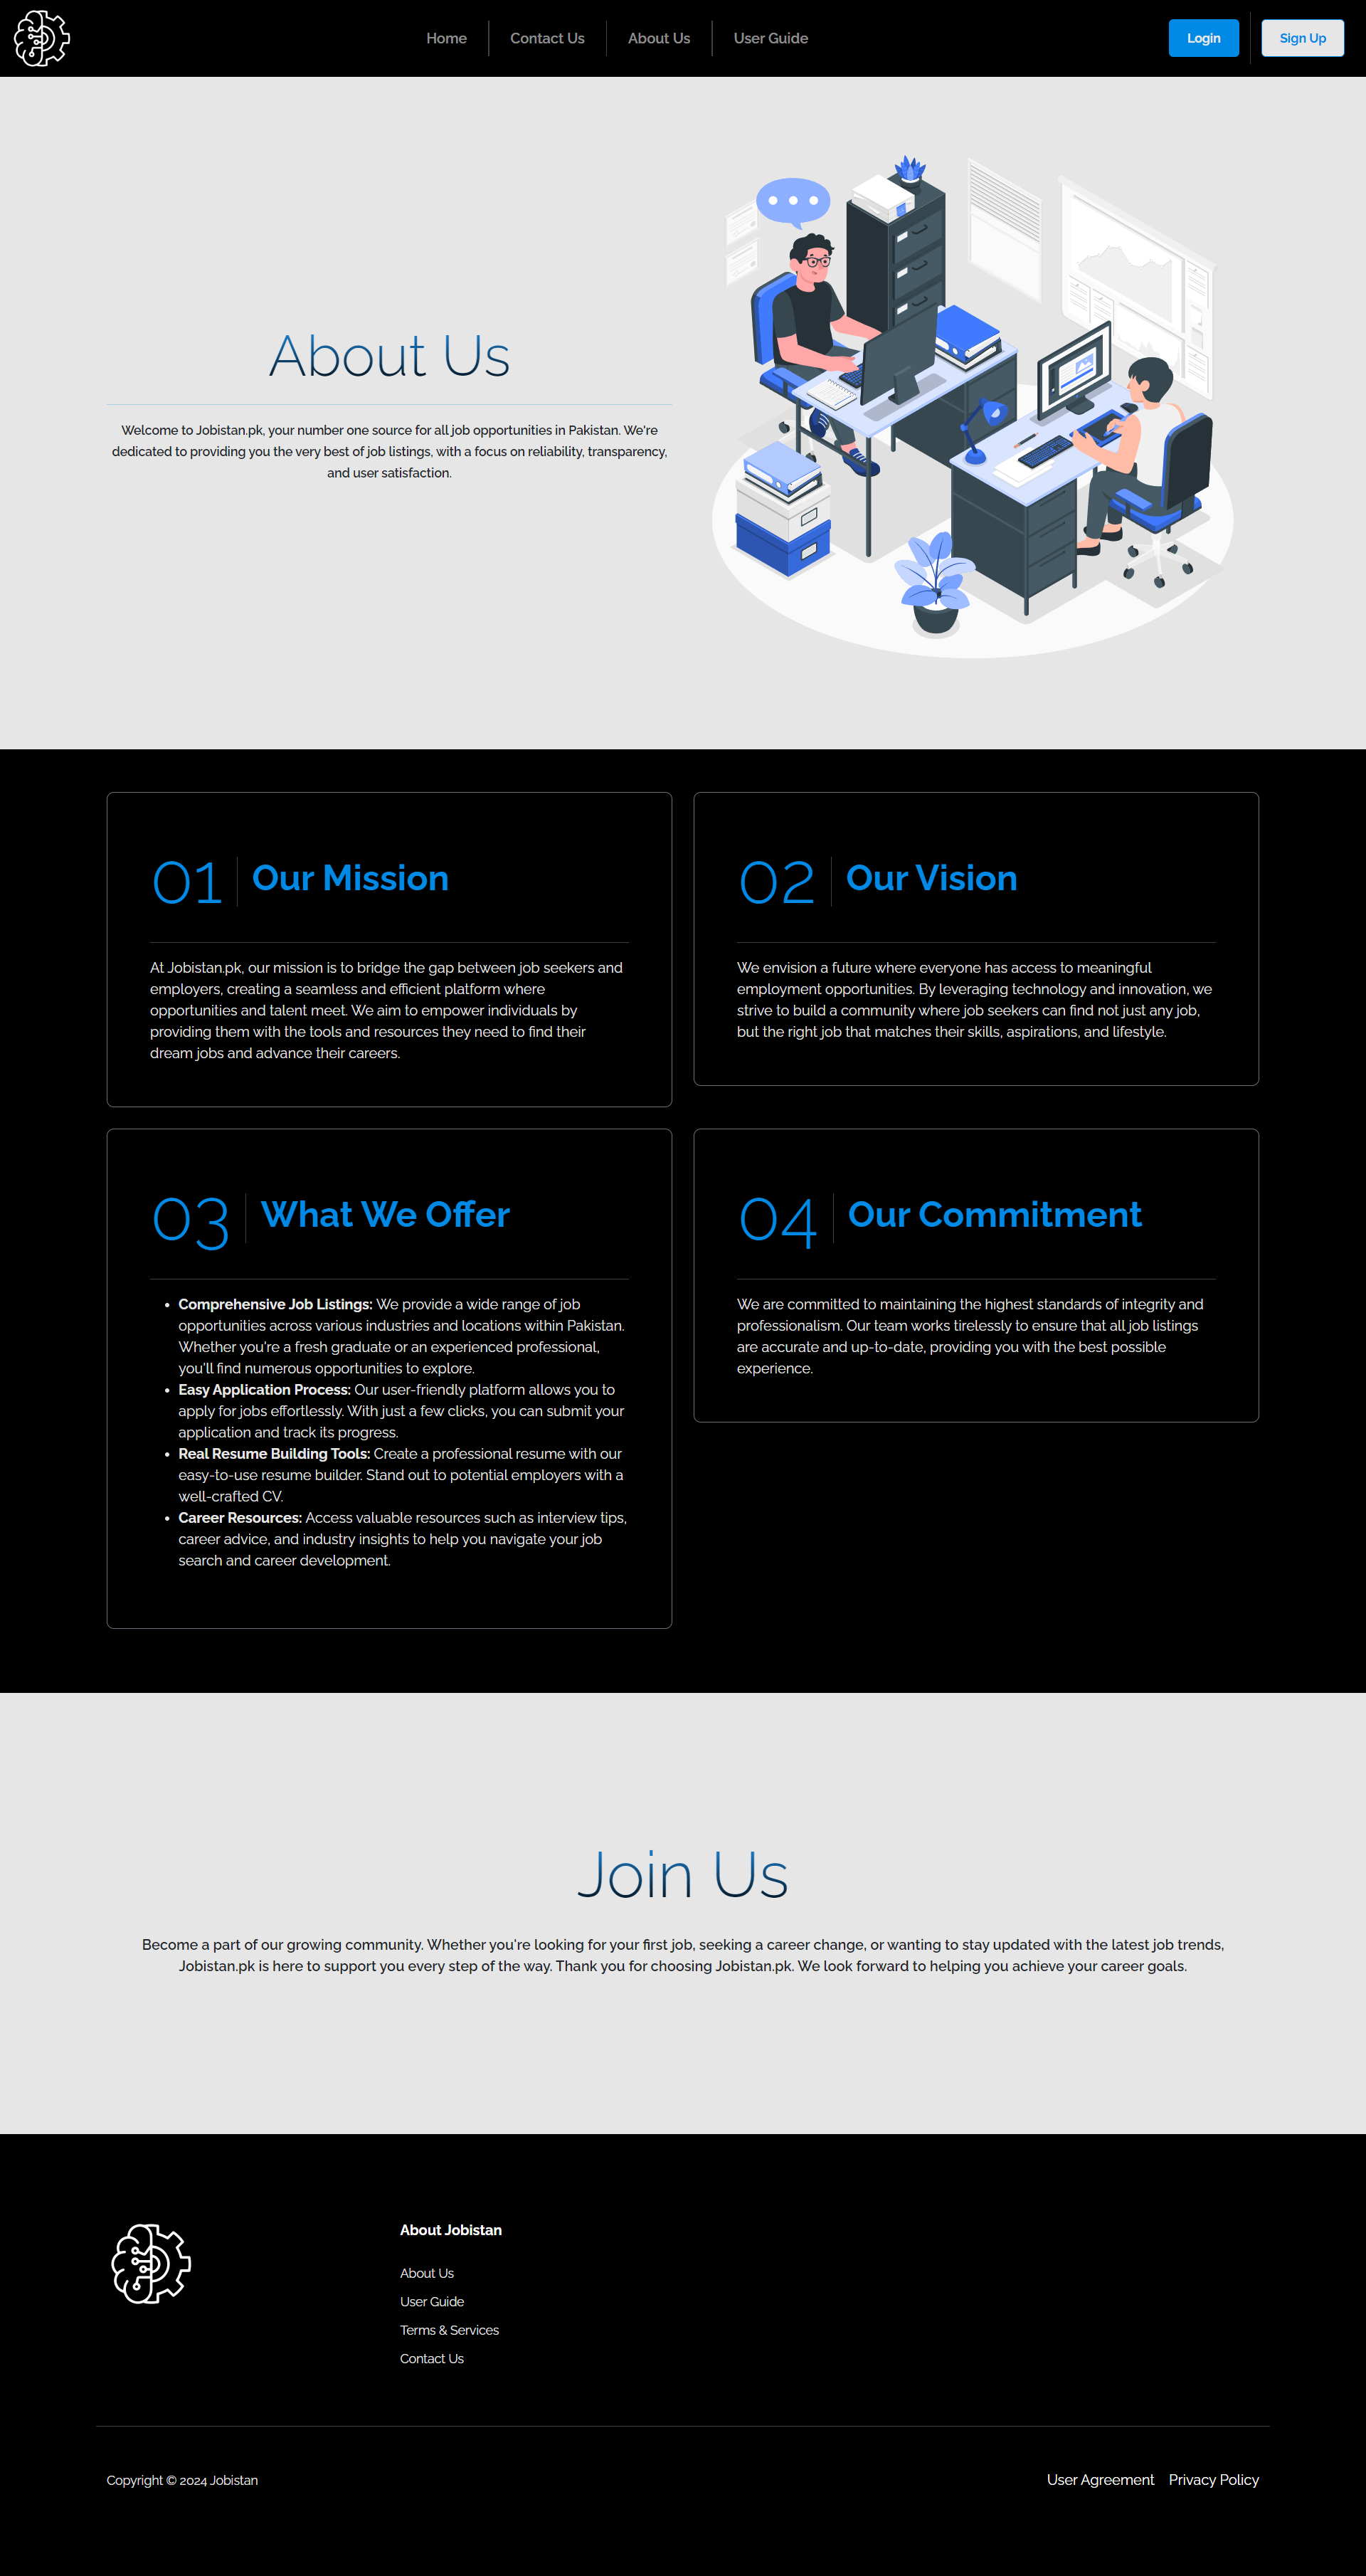 Home
Contact Us
About Us
User Guide
Login
Sign Up
About Us
Welcome to Jobistan.pk, your number one source for all job opportunities in Pakistan. We're
dedicated to providing you the very best of job listings, with a focus on reliability, transparency,
and user satisfaction.
01
Our Mission
At Jobistan.pk, our mission is to bridge the gap between job seekers and
employers, creating a seamless and efficient platform where
opportunities and talent meet. We aim to empower individuals by
providing them with the tools and resources they need to find their
dream jobs and advance their careers.
02
Our Vision
We envision a future where everyone has access to meaningful
employment opportunities. By leveraging technology and innovation, we
strive to build a community where job seekers can find not just any job,
but the right job that matches their skills, aspirations, and lifestyle.
03
What We Offer
• Comprehensive Job Listings: We provide a wide range of job
opportunities across various industries and locations within Pakistan.
Whether you're a fresh graduate or an experienced professional,
you'll find numerous opportunities to explore.
• Easy Application Process: Our user-friendly platform allows you to
apply for jobs effortlessly. With just a few clicks, you can submit your
application and track its progress.
• Real Resume Building Tools: Create a professional resume with our
easy-to-use resume builder. Stand out to potential employers with a
well-crafted CV.
• Career Resources: Access valuable resources such as interview tips,
career advice, and industry insights to help you navigate your job
search and career development.
04
Our Commitment
We are committed to maintaining the highest standards of integrity and
professionalism. Our team works tirelessly to ensure that all job listings
are accurate and up-to-date, providing you with the best possible
experience.
Join Us
Become a part of our growing community. Whether you're looking for your first job, seeking a career change, or wanting to stay updated with the latest job trends,
Jobistan.pk is here to support you every step of the way. Thank you for choosing Jobistan.pk. We look forward to helping you achieve your career goals.
About Jobistan
About Us
User Guide
Terms & Services
Contact Us
Copyright © 2024 Jobistan
User Agreement
Privacy Policy